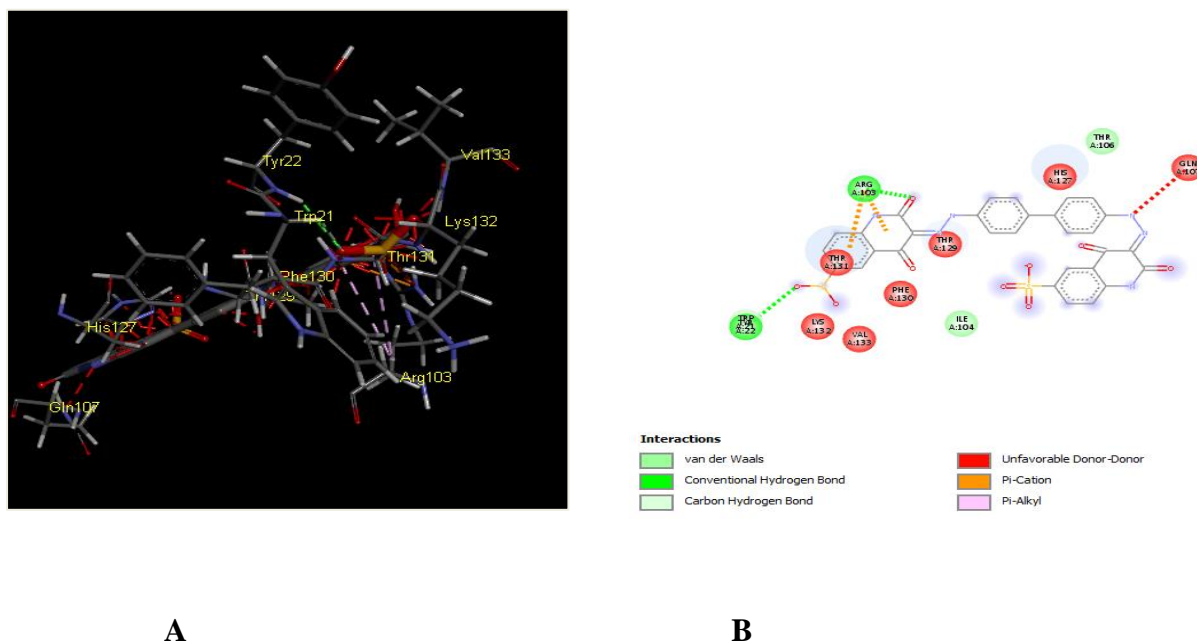 Tyr22
Val133
Trp21
Lys132
Thr131
Phe130
His127
Arg103
Gln107
THR
A:106
HIS
A:127
GLN
A:107
ARG
A:103
THR
A:129
THR
A:131
PHE
A:130
TRP
A:22
LYS
A:132
VAL
A:133
ILE
A:104
Interactions
van der Waals
Conventional Hydrogen Bond
Carbon Hydrogen Bond
Unfavorable Donor-Donor
Pi-Cation
Pi-Alkyl
A
B